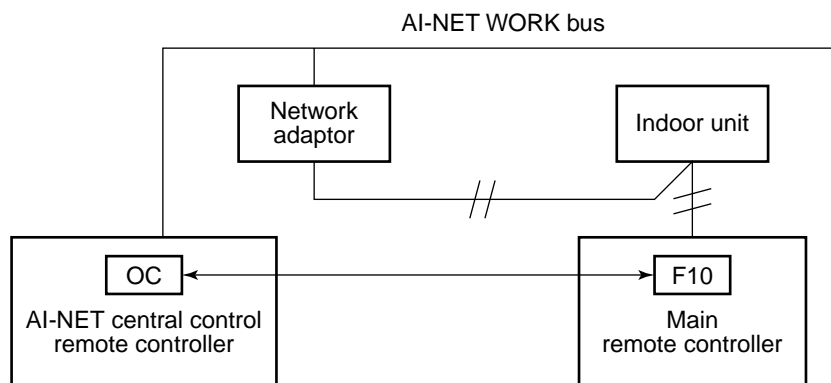 AI-NET WORK bus
Network
adaptor
Indoor unit
OC
F10
AI-NET central control
remote controller
Main
remote controller